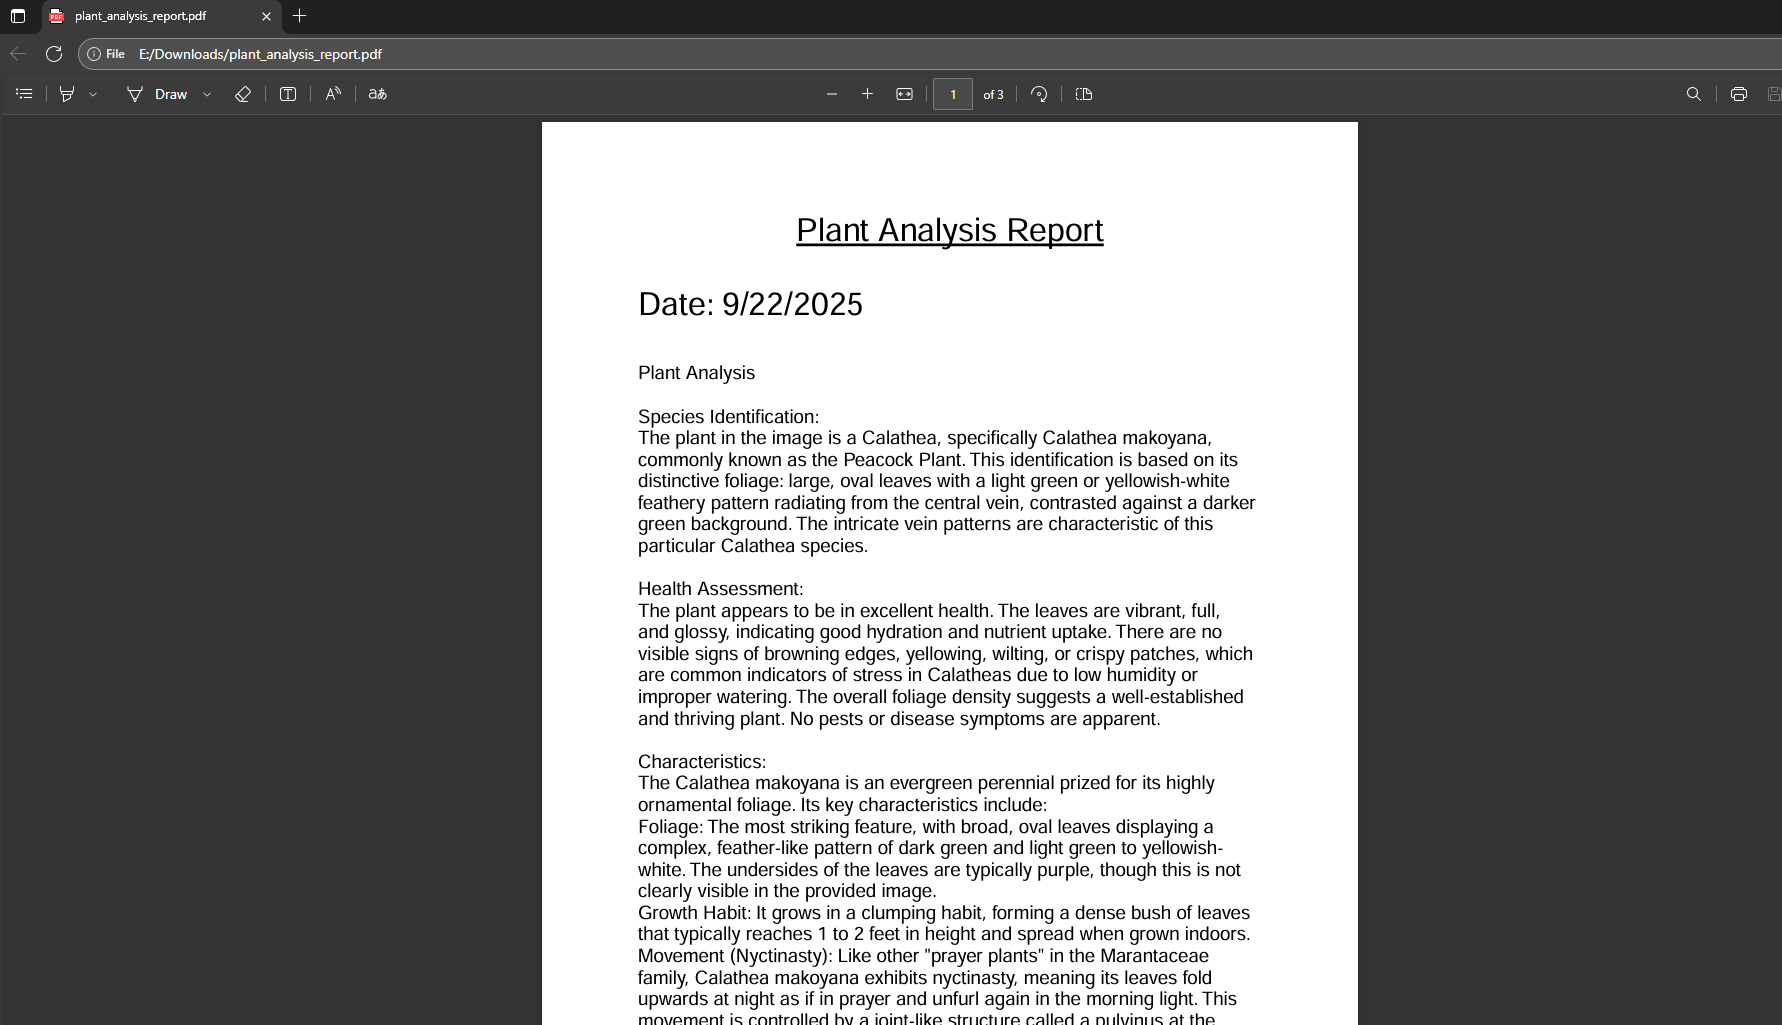 plant_analysis_report.pdf
File E:/Downloads/plant_analysis_report.pdf
Draw
1 of 3
Plant Analysis Report
Date: 9/22/2025
Plant Analysis
Species Identification:
The plant in the image is a Calathea, specifically Calathea makoyana,
commonly known as the Peacock Plant. This identification is based on its
distinctive foliage: large, oval leaves with a light green or yellowish-white
feathery pattern radiating from the central vein, contrasted against a darker
green background. The intricate vein patterns are characteristic of this
particular Calathea species.
Health Assessment:
The plant appears to be in excellent health. The leaves are vibrant, full,
and glossy, indicating good hydration and nutrient uptake. There are no
visible signs of browning edges, yellowing, wilting, or crispy patches, which
are common indicators of stress in Calatheas due to low humidity or
improper watering. The overall foliage density suggests a well-established
and thriving plant. No pests or disease symptoms are apparent.
Characteristics:
The Calathea makoyana is an evergreen perennial prized for its highly
ornamental foliage. Its key characteristics include:
Foliage: The most striking feature, with broad, oval leaves displaying a
complex, feather-like pattern of dark green and light green to yellowish-
white. The undersides of the leaves are typically purple, though this is not
clearly visible in the provided image.
Growth Habit: It grows in a clumping habit, forming a dense bush of leaves
that typically reaches 1 to 2 feet in height and spread when grown indoors.
Movement (Nyctinasty): Like other "prayer plants" in the Marantaceae
family, Calathea makoyana exhibits nyctinasty, meaning its leaves fold
upwards at night as if in prayer and unfurl again in the morning light. This
movement is controlled by a joint-like structure called a pulvinus at the